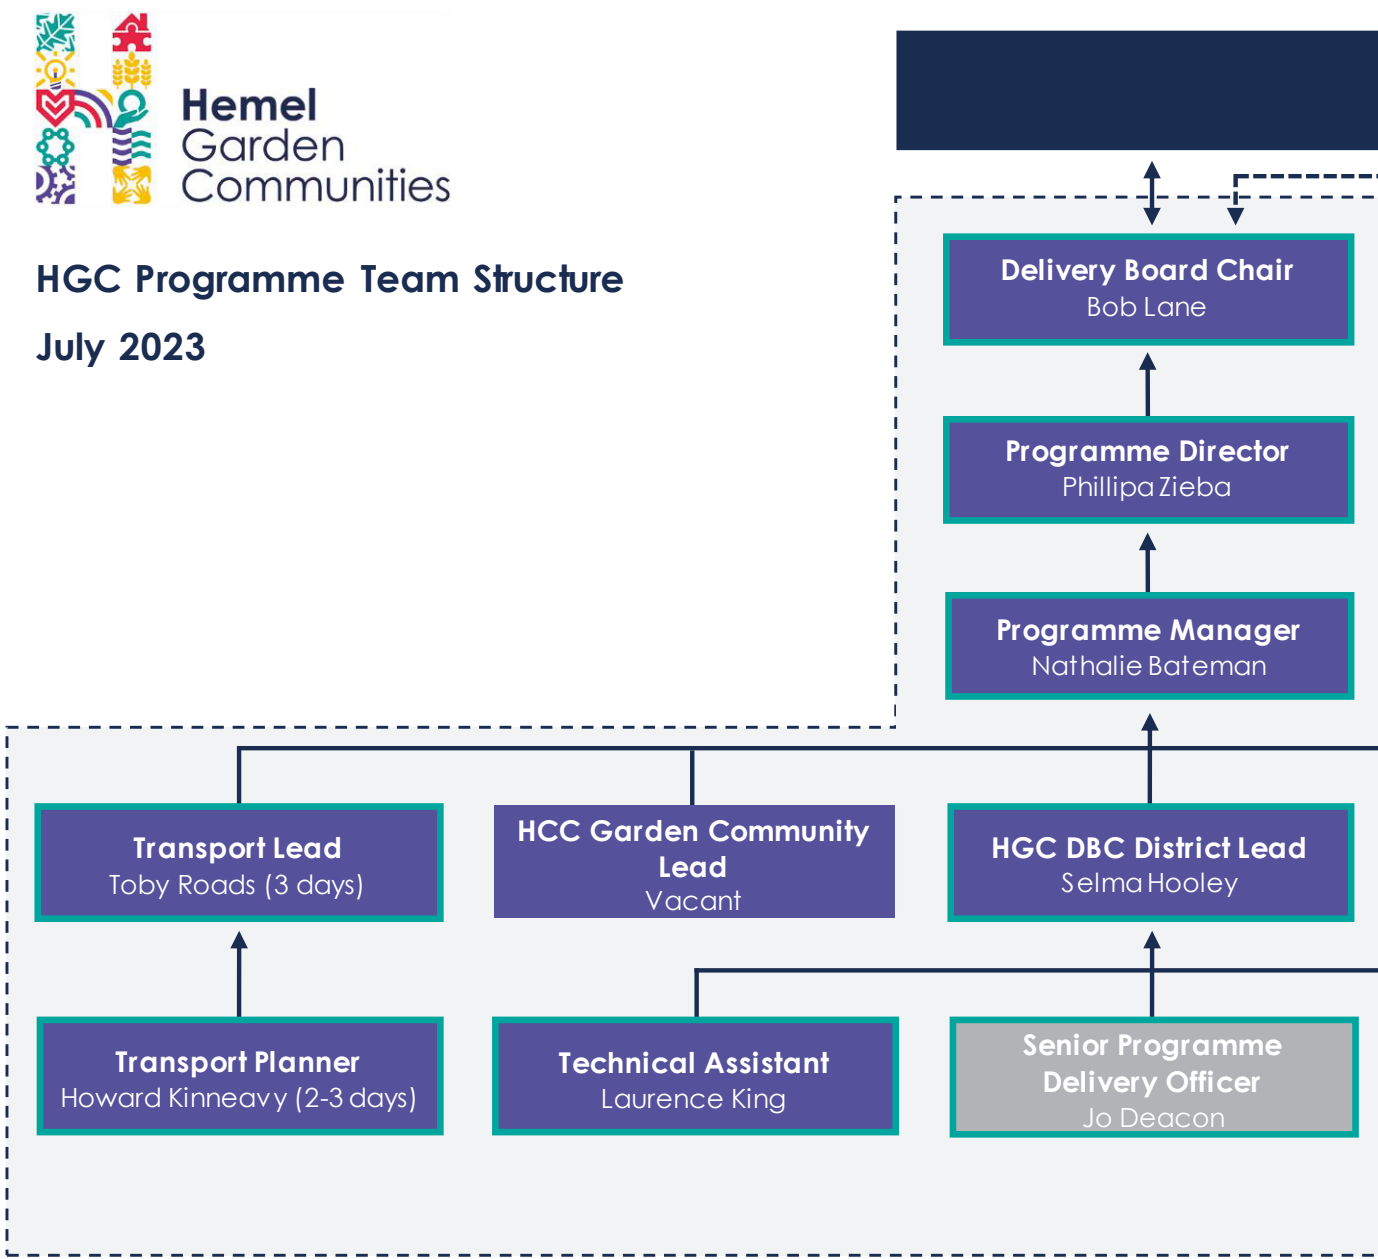 Hemel
Garden
Communities
HGC Programme Team Structure
July 2023
Delivery Board Chair
Bob Lane
Programme Director
Phillipa Zieba
Programme Manager
Nathalie Bateman
Transport Lead
Toby Roads (3 days)
HCC Garden Community
Lead
Vacant
HGC DBC District Lead
Selma Hooley
Transport Planner
Howard Kinneavy (2-3 days)
Technical Assistant
Laurence King
Senior Programme
Delivery Officer
Jo Deacon